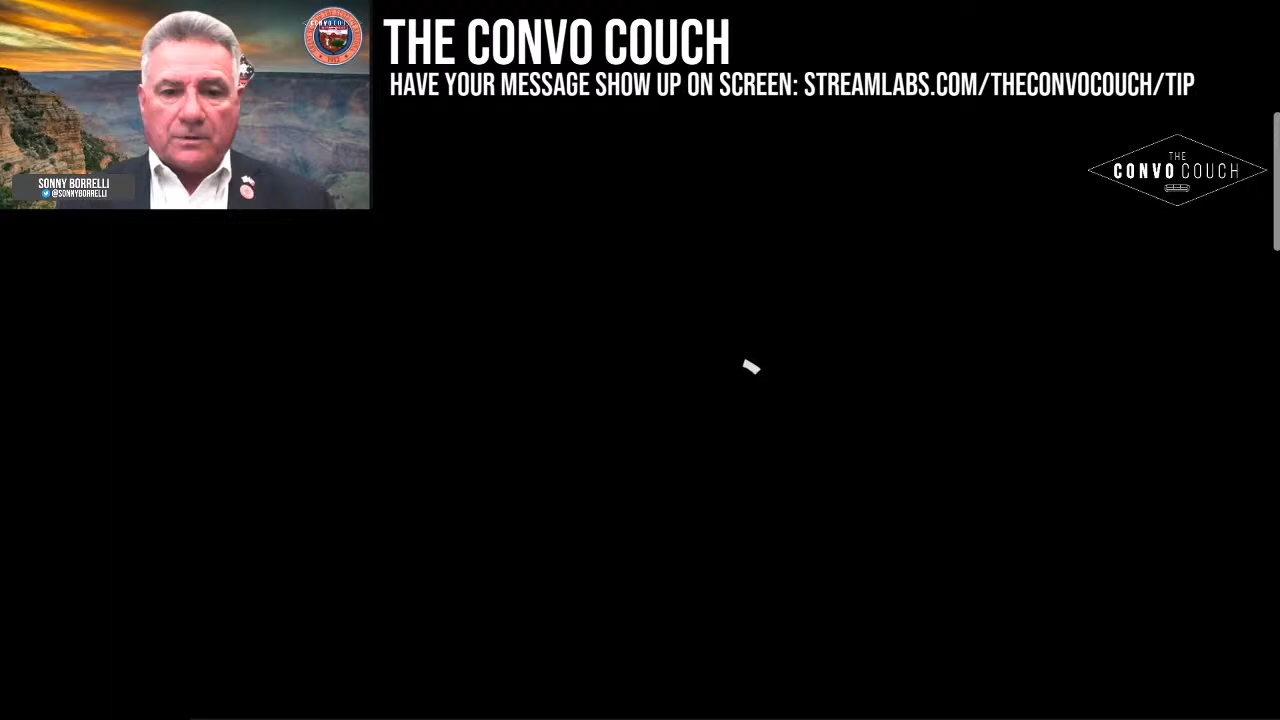 THE CONVO COUCH
HAVE YOUR MESSAGE SHOW UP ON SCREEN: STREAMLABS.COM/THECONVOCOUCH/TIP
THE
CONVO COUCH
SONNY BORRELLI
@SONNYBORRELLI